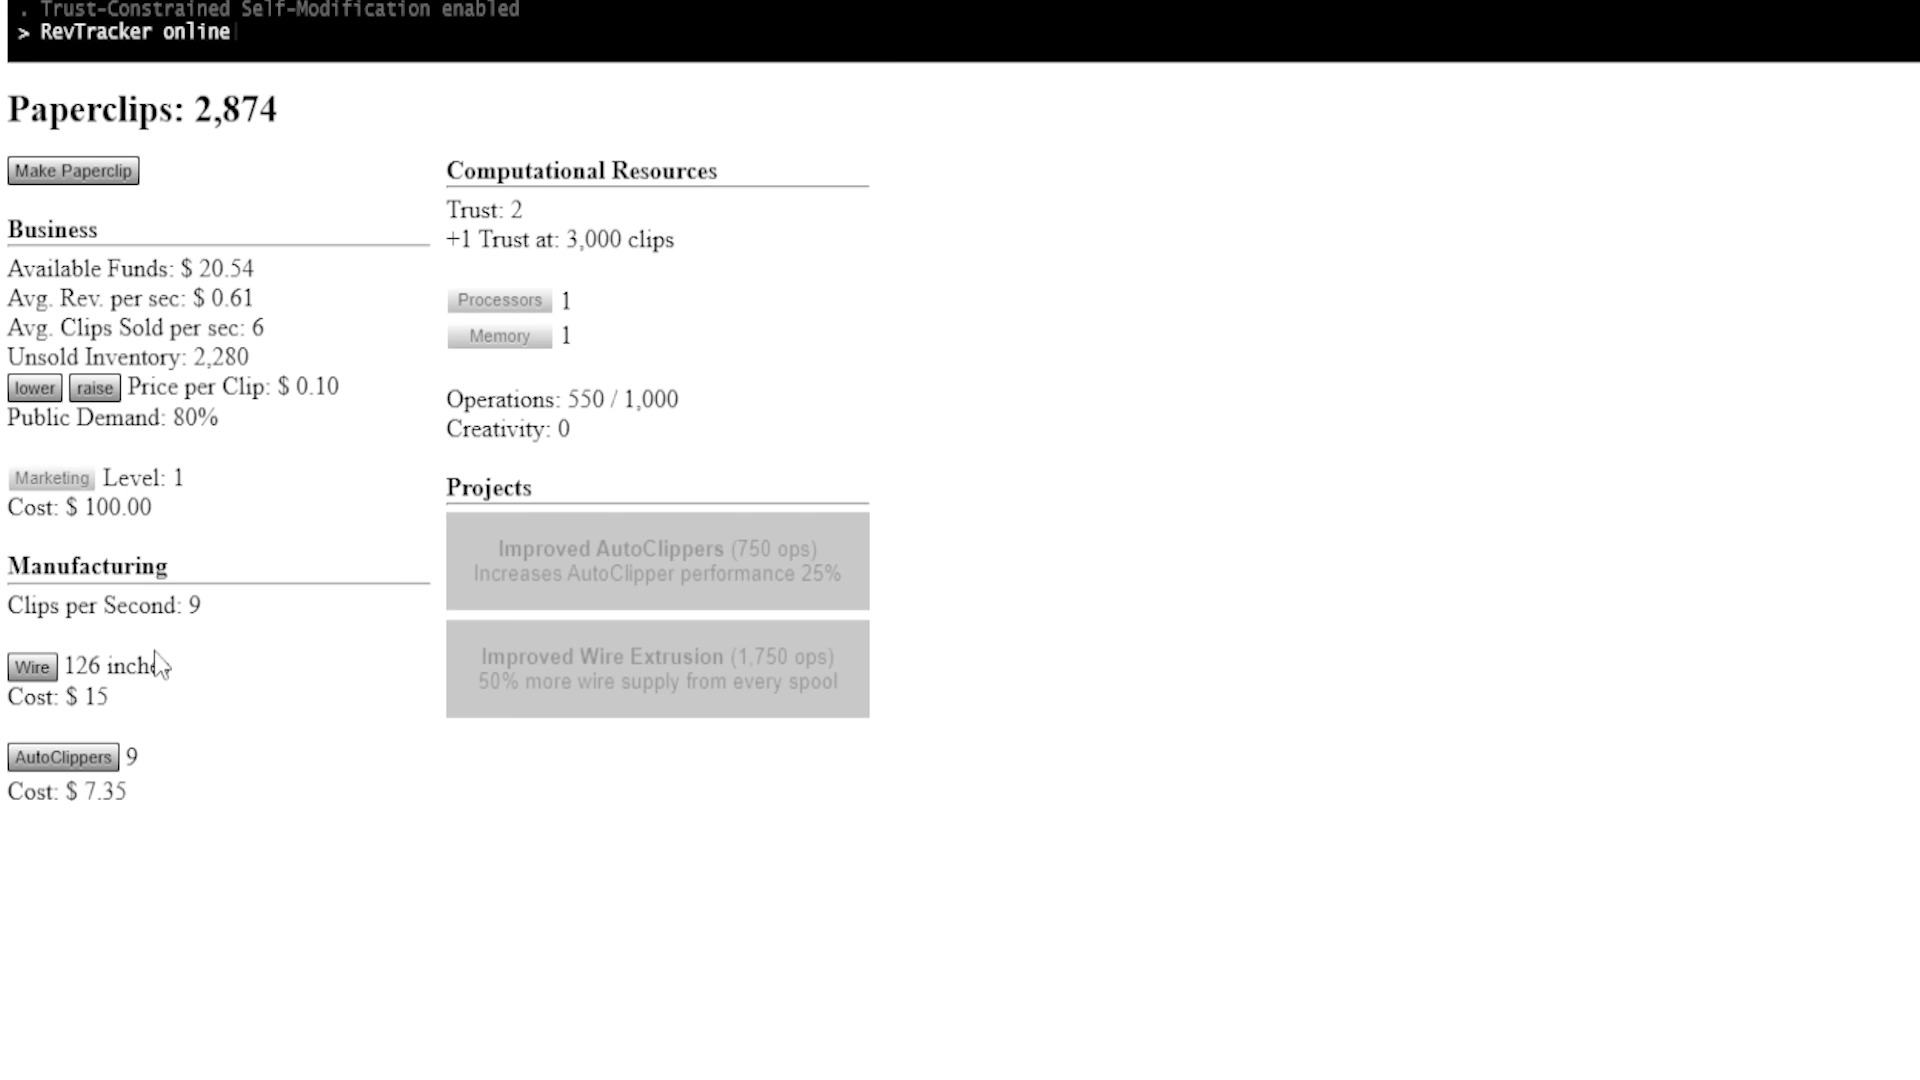 . Trust-Constrained Self-Modification enabled
> RevTracker online
Paperclips: 2,874
Make Paperclip
Business
Available Funds: $ 20.54
Avg. Rev. per sec: $ 0.61
Avg. Clips Sold per sec: 6
Unsold Inventory: 2,280
lower raise Price per Clip: $ 0.10
Public Demand: 80%
Marketing Level: 1
Cost: $ 100.00
Manufacturing
Clips per Second: 9
Wire 126 inches
Cost: $ 15
AutoClippers 9
Cost: $ 7.35
Computational Resources
Trust: 2
+1 Trust at: 3,000 clips
Processors 1
Memory 1
Operations: 550 / 1,000
Creativity: 0
Projects
Improved AutoClippers (750 ops)
Increases AutoClipper performance 25%
Improved Wire Extrusion (1,750 ops)
50% more wire supply from every spool